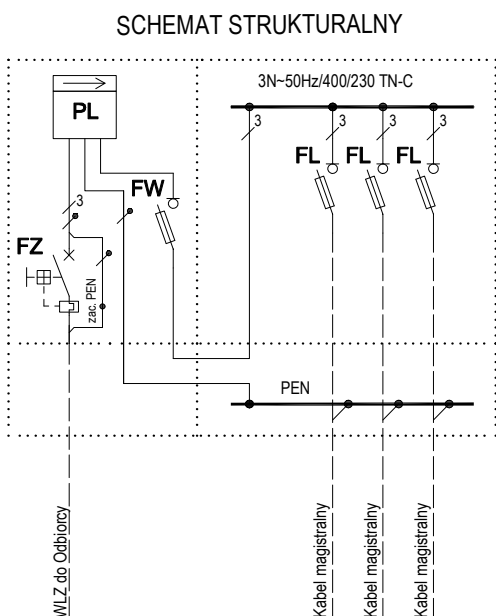 SCHEMAT STRUKTURALNY
3N~50Hz/400/230 TN-C
PL
3
3
3
3
FL
FL
FL
FW
3
FZ
zac. PEN
PEN
WLZ do Odbiorcy
Kabel magistralny
Kabel magistralny
Kabel magistralny